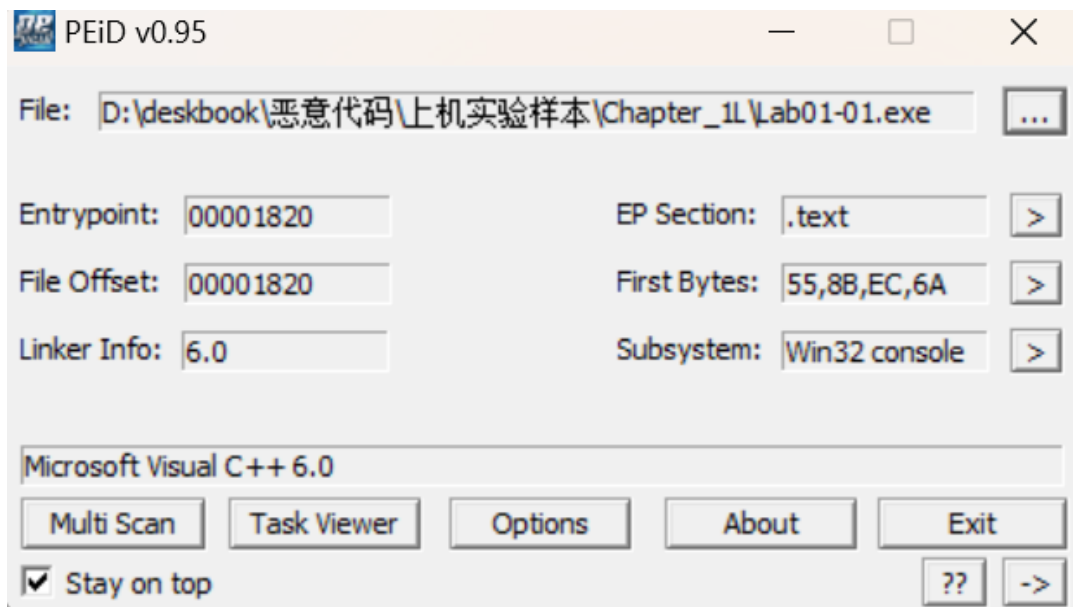 PEiD v0.95
File: D:\deskbook\恶意代码\上机实验样本\Chapter_1L\Lab01-01.exe ...
Entrypoint: 00001820 EP Section: .text >
File Offset: 00001820 First Bytes: 55,8B,EC,6A >
Linker Info: 6.0 Subsystem: Win32 console >
Microsoft Visual C++ 6.0
Multi Scan Task Viewer Options About Exit
Stay on top ?? ->